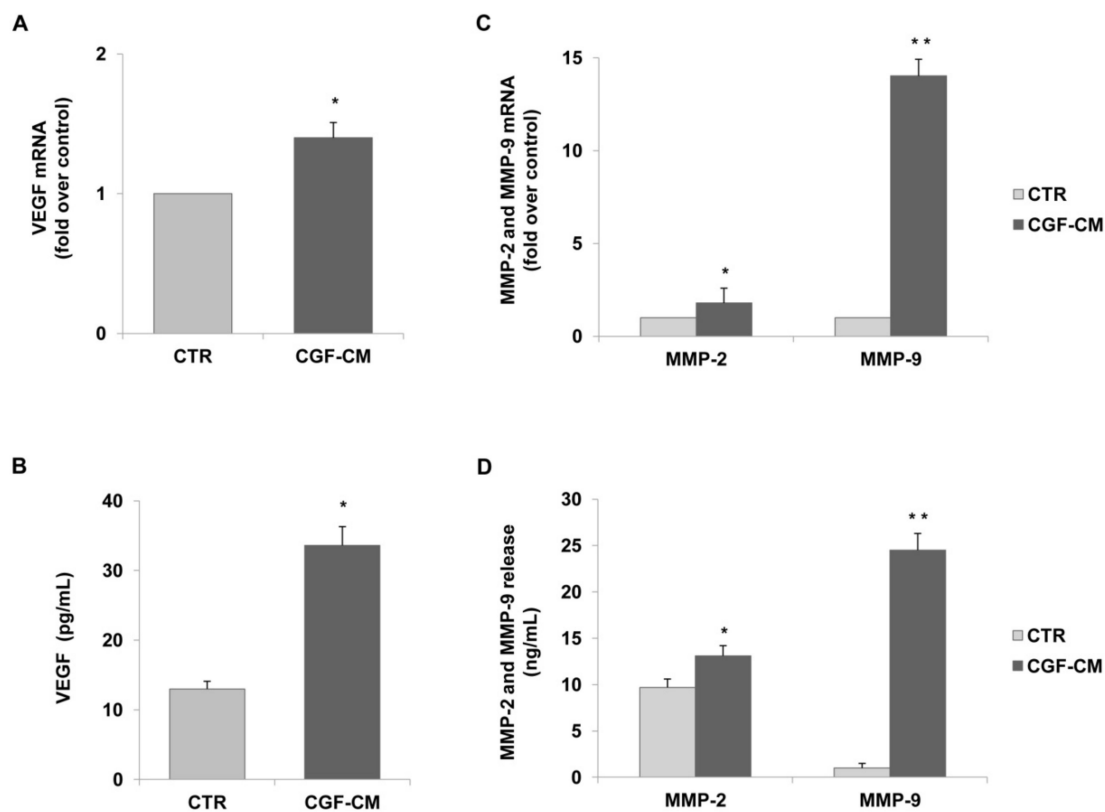 A
VEGF mRNA
(fold over control)
2
1
0
*
CTR CGF-CM
C
MMP-2 and MMP-9 mRNA
(fold over control)
15
10
5
0
*
* *
MMP-2 MMP-9
CTR
CGF-CM
B
VEGF (pg/mL)
40
30
20
10
0
*
CTR CGF-CM
D
MMP-2 and MMP-9 release
(ng/mL)
30
25
20
15
10
5
0
*
* *
MMP-2 MMP-9
CTR
CGF-CM